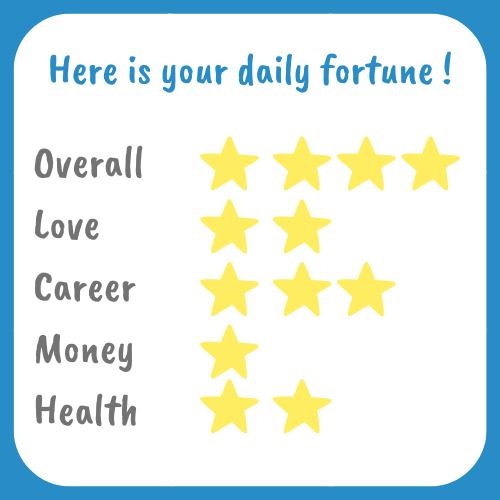 Here is your daily fortune !
Overall
Love
Career
Money
Health